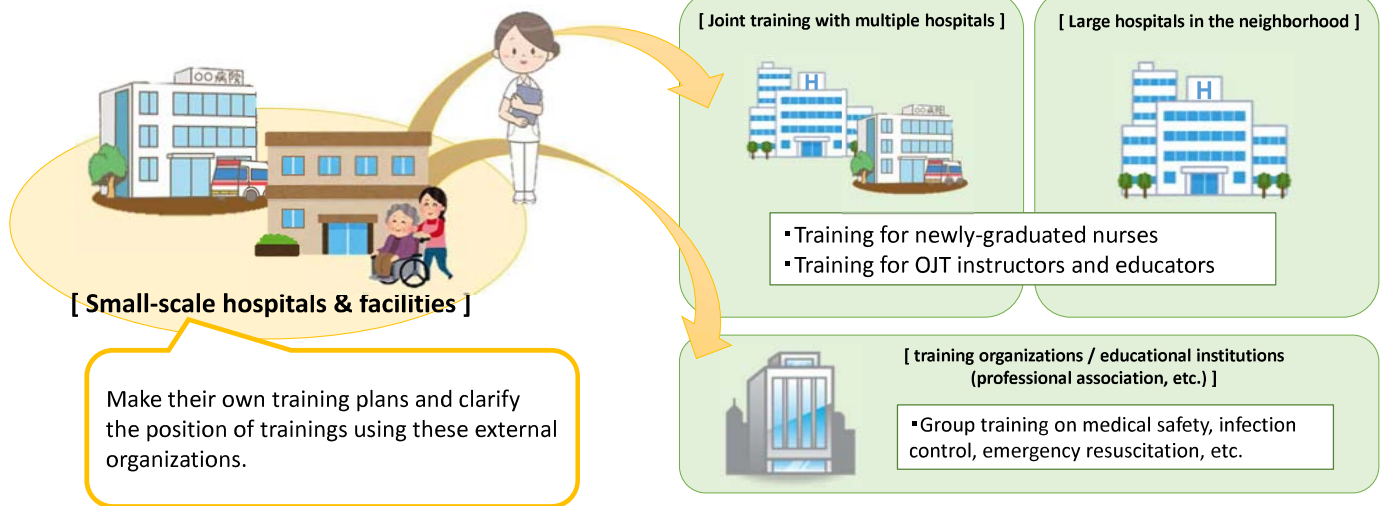 [ Joint training with multiple hospitals ]
[ Large hospitals in the neighborhood ]
○○病院
H
○○病院
H
▪Training for newly-graduated nurses
▪Training for OJT instructors and educators
[ Small-scale hospitals & facilities ]
Make their own training plans and clarify
the position of trainings using these external
organizations.
[ training organizations / educational institutions
(professional association, etc.) ]
▪Group training on medical safety, infection
control, emergency resuscitation, etc.